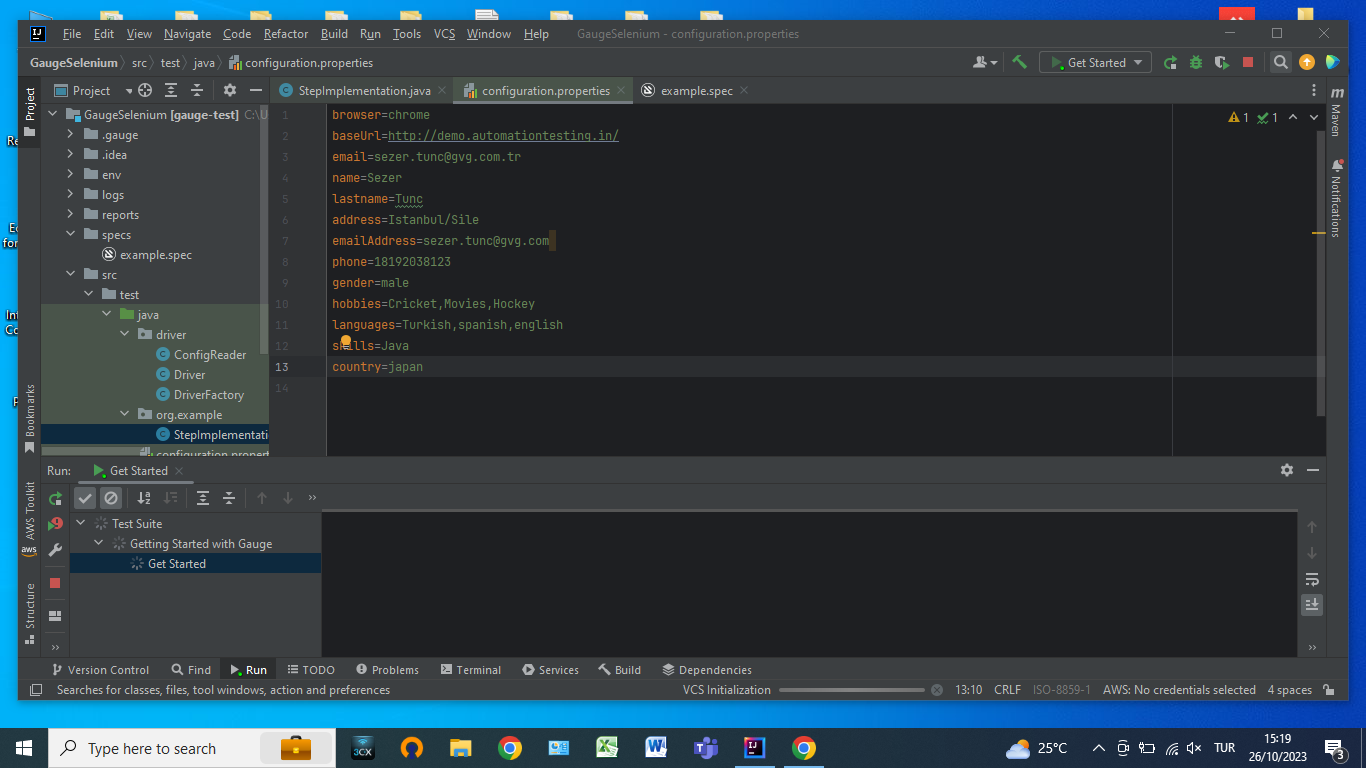 File Edit View Navigate Code Refactor Build Run Tools VCS Window Help GaugeSelenium - configuration.properties
GaugeSelenium src test java configuration.properties
Get Started
Project
Project
StepImplementation.java configuration.properties example.spec
GaugeSelenium [gauge-test] C:\U
.gauge
.idea
env
logs
reports
specs
example.spec
src
test
java
driver
ConfigReader
Driver
DriverFactory
org.example
StepImplementati
configuration.propert
1 browser=chrome
2 baseUrl=http://demo.automationtesting.in/
3 email=sezer.tunc@gvg.com.tr
4 name=Sezer
5 lastname=Tunc
6 address=Istanbul/Sile
7 emailAddress=sezer.tunc@gvg.com
8 phone=18192038123
9 gender=male
10 hobbies=Cricket,Movies,Hockey
11 languages=Turkish,spanish,english
12 skills=Java
13 country=japan
14
1 1
m
Maven
Notifications
Bookmarks
AWS Toolkit
aws
Structure
Run: Get Started
Test Suite
Getting Started with Gauge
Get Started
Version Control Find Run TODO Problems Terminal Services Build Dependencies
Searches for classes, files, tool windows, action and preferences VCS Initialization 13:10 CRLF ISO-8859-1 AWS: No credentials selected 4 spaces
Type here to search
3CX
25°C
TUR
15:19
26/10/2023
3